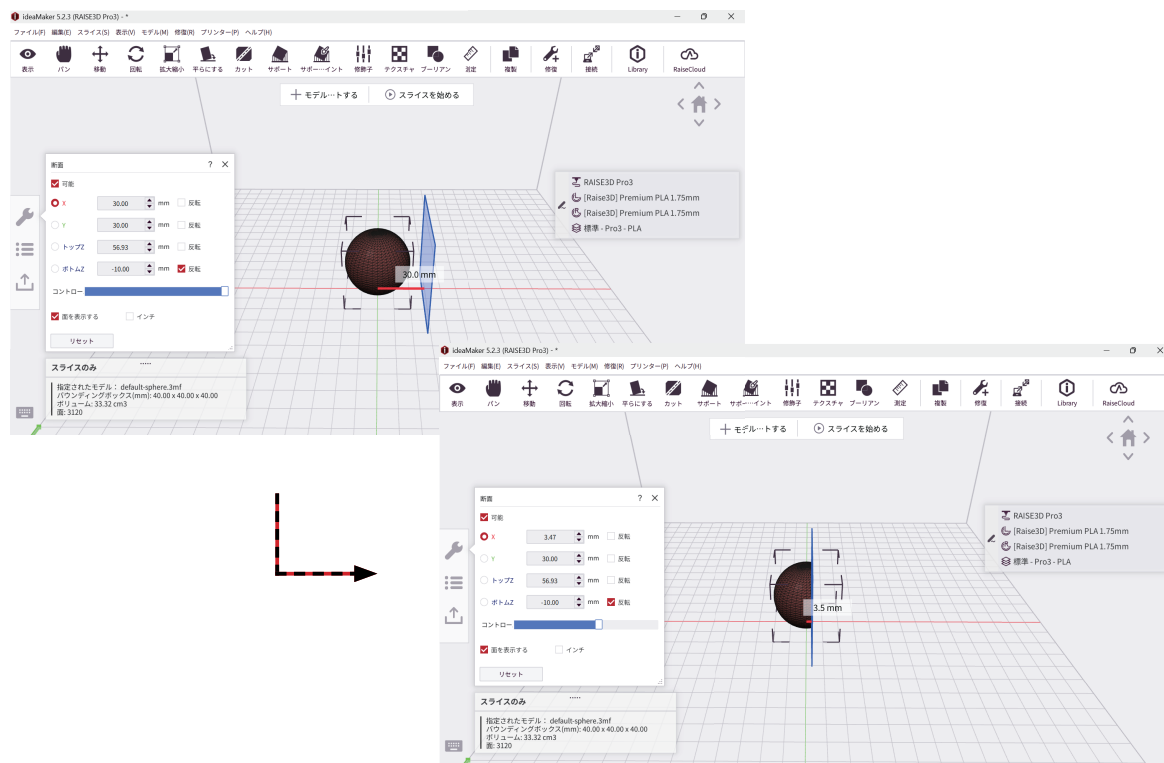 ideaMaker 5.2.3 (RAISE3D Pro3) - *
ファイル(F) 編集(E) スライス(S) 表示(V) モデル(M) 修復(R) プリンター(P) ヘルプ(H)
表示 パン 移動 回転 拡大縮小 平らにする カット サポート サポー…イント 修飾子 テクスチャ ブーリアン 測定 複製 修復 接続 Library RaiseCloud
モデル…トする スライスを始める
断面 ?
可能
X 30.00 mm 反転
Y 30.00 mm 反転
トップZ 56.93 mm 反転
ボトムZ -10.00 mm 反転
コントロー
面を表示する インチ
リセット
RAISE3D Pro3
[Raise3D] Premium PLA 1.75mm
[Raise3D] Premium PLA 1.75mm
標準 - Pro3 - PLA
30.0 mm
スライスのみ
指定されたモデル： default-sphere.3mf
バウンディングボックス(mm): 40.00 x 40.00 x 40.00
ボリューム: 33.32 cm3
面: 3120
ideaMaker 5.2.3 (RAISE3D Pro3) - *
ファイル(F) 編集(E) スライス(S) 表示(V) モデル(M) 修復(R) プリンター(P) ヘルプ(H)
表示 パン 移動 回転 拡大縮小 平らにする カット サポート サポー…イント 修飾子 テクスチャ ブーリアン 測定 複製 修復 接続 Library RaiseCloud
モデル…トする スライスを始める
断面 ?
可能
X 3.47 mm 反転
Y 30.00 mm 反転
トップZ 56.93 mm 反転
ボトムZ -10.00 mm 反転
コントロー
面を表示する インチ
リセット
RAISE3D Pro3
[Raise3D] Premium PLA 1.75mm
[Raise3D] Premium PLA 1.75mm
標準 - Pro3 - PLA
3.5 mm
スライスのみ
指定されたモデル： default-sphere.3mf
バウンディングボックス(mm): 40.00 x 40.00 x 40.00
ボリューム: 33.32 cm3
面: 3120